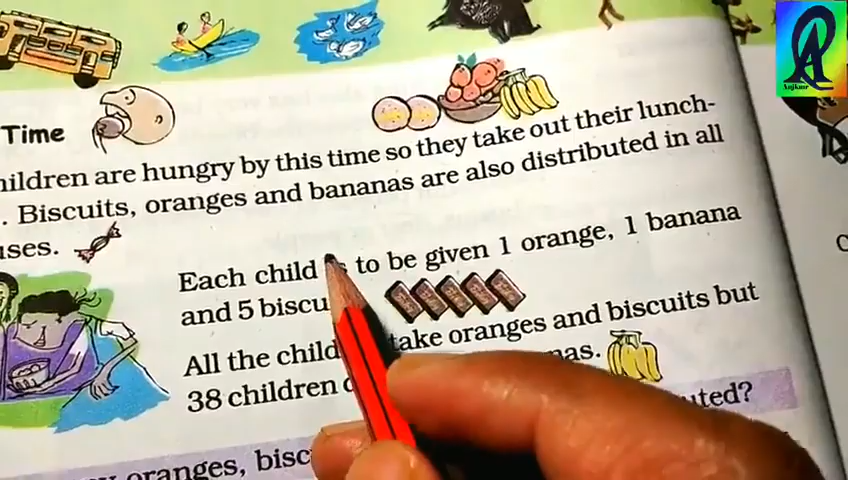 Time
hildren are hungry by this time so they take out their lunch-
. Biscuits, oranges and bananas are also distributed in all
uses.
Each child to be given 1 orange, 1 banana
and 5 biscu
All the child take oranges and biscuits but
38 children nas.
uted?
oranges, bisc
Anjkmr